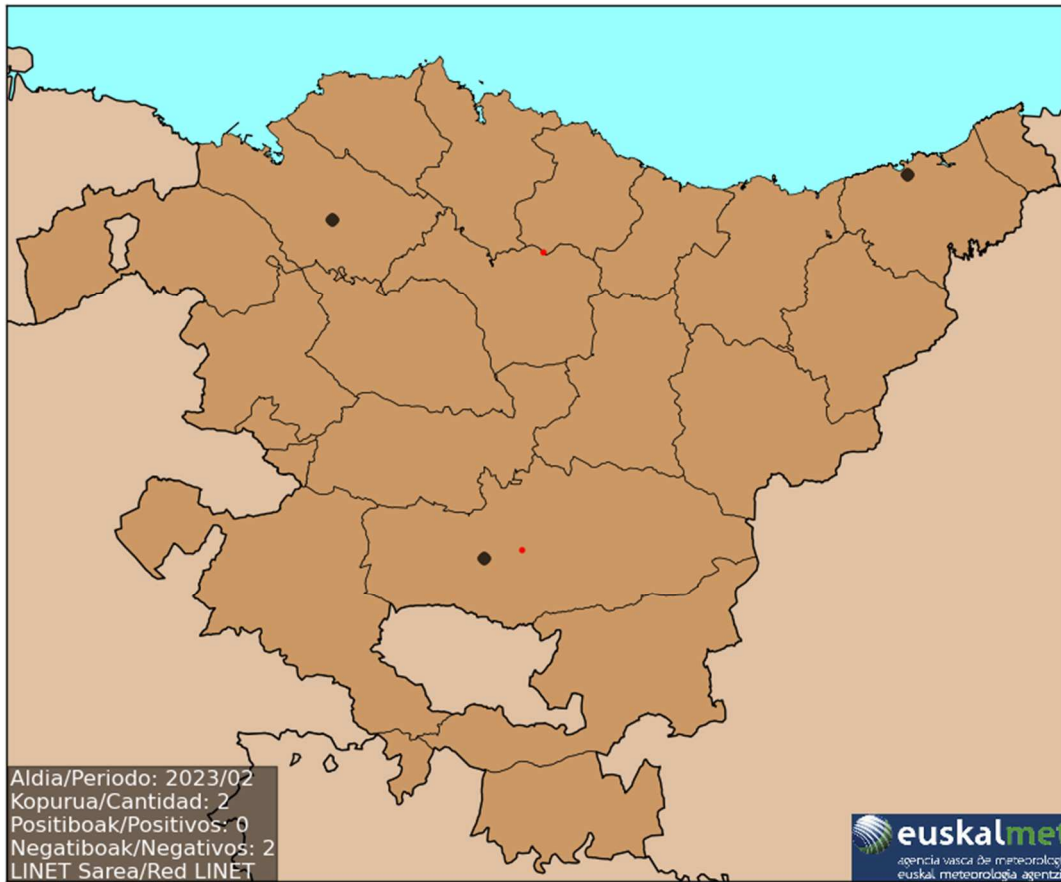 Aldia/Periodo: 2023/02
Kopurua/Cantidad: 2
Positiboak/Positivos: 0
Negatiboak/Negativos: 2
LINET Sarea/Red LINET
euskalmet
agencia vasca de meteorolog
euskal meteorologia agentz